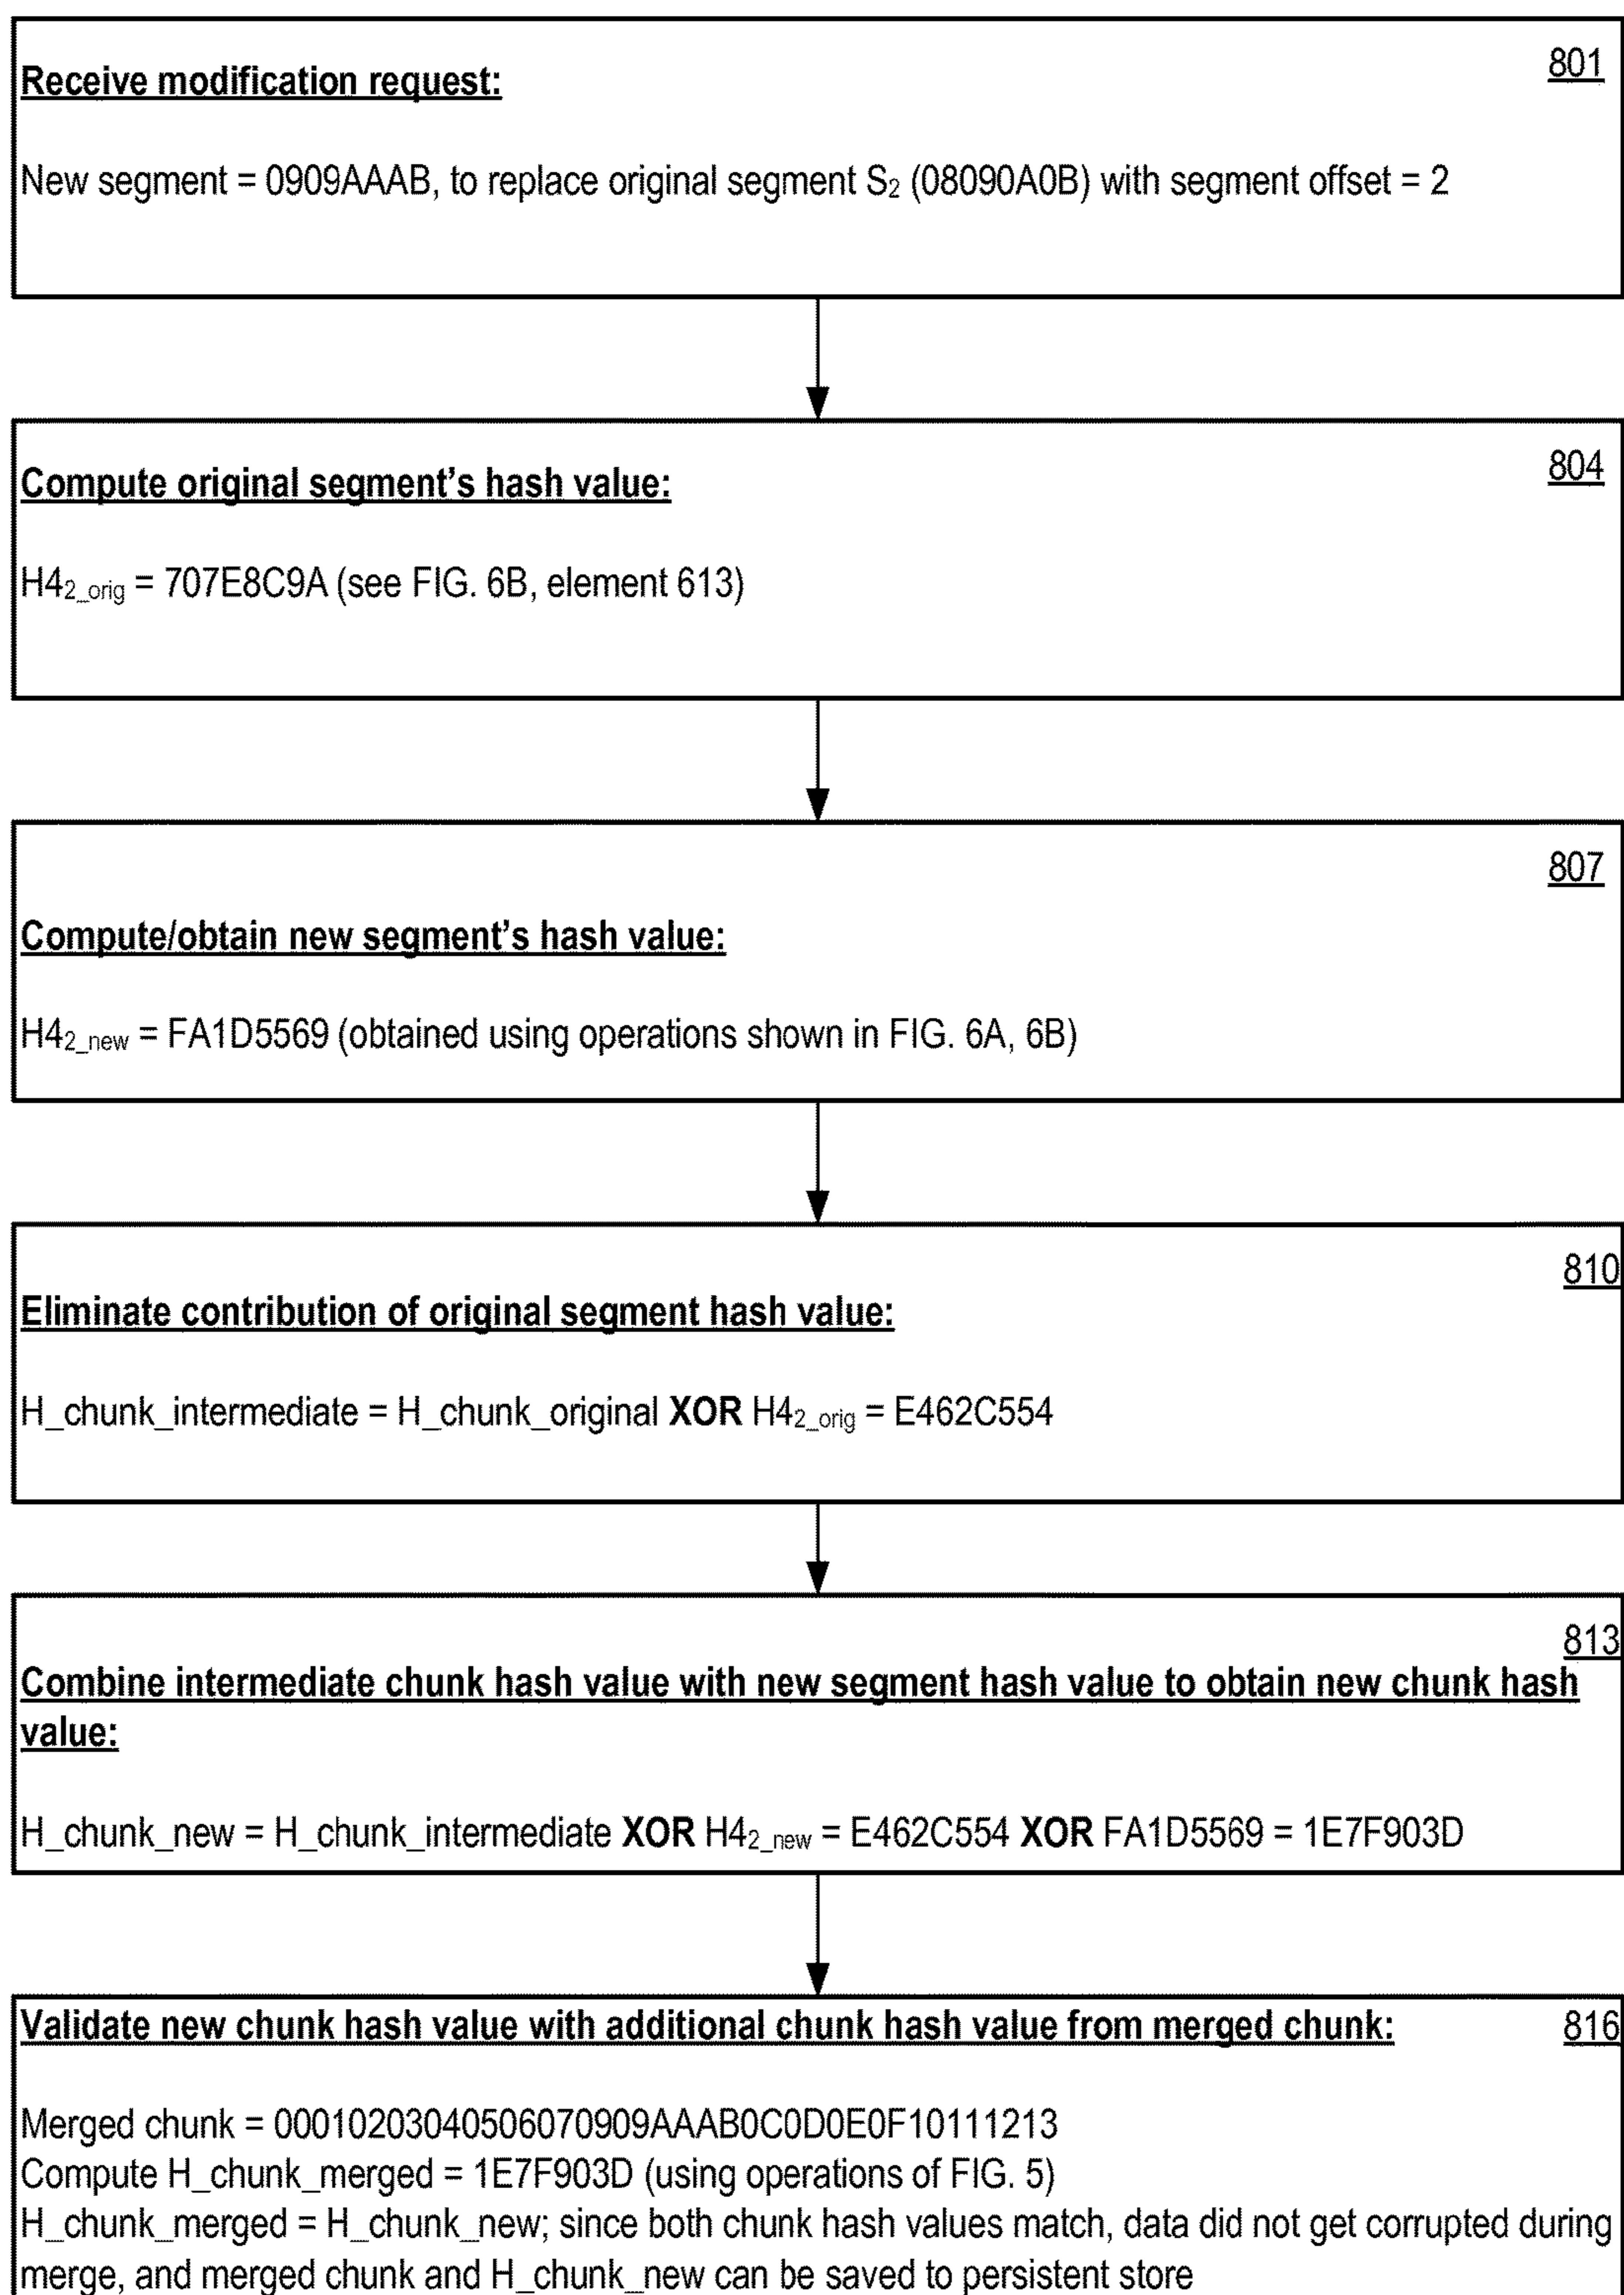 801
Receive modification request:
New segment = 0909AAAB, to replace original segment S₂ (08090A0B) with segment offset = 2
804
Compute original segment’s hash value:
H4₂_orig = 707E8C9A (see FIG. 6B, element 613)
807
Compute/obtain new segment’s hash value:
H4₂_new = FA1D5569 (obtained using operations shown in FIG. 6A, 6B)
810
Eliminate contribution of original segment hash value:
H_chunk_intermediate = H_chunk_original XOR H4₂_orig = E462C554
813
Combine intermediate chunk hash value with new segment hash value to obtain new chunk hash
value:
H_chunk_new = H_chunk_intermediate XOR H4₂_new = E462C554 XOR FA1D5569 = 1E7F903D
Validate new chunk hash value with additional chunk hash value from merged chunk: 816
Merged chunk = 00010203040506070909AAAB0C0D0E0F10111213
Compute H_chunk_merged = 1E7F903D (using operations of FIG. 5)
H_chunk_merged = H_chunk_new; since both chunk hash values match, data did not get corrupted during
merge, and merged chunk and H_chunk_new can be saved to persistent store